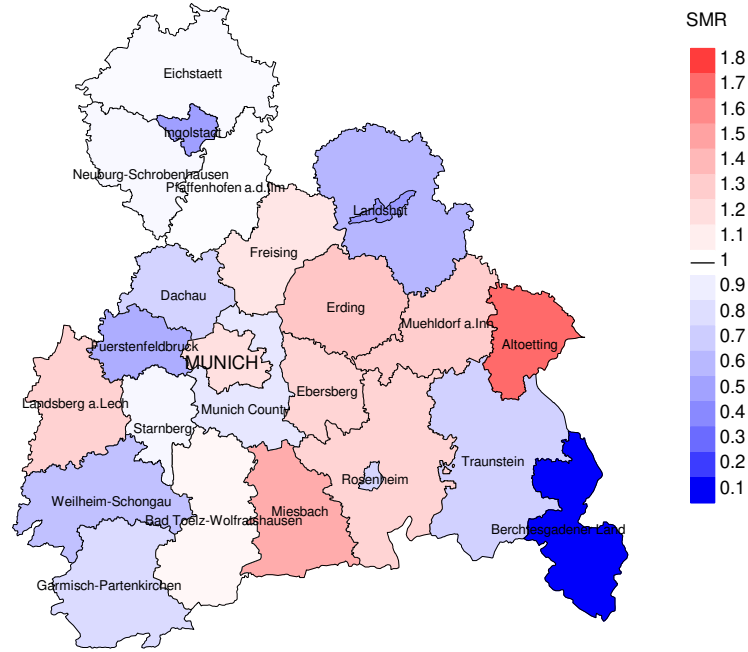 SMR
Eichstaett
1.8
1.7
1.6
Ingolstadt
1.5
Neuburg-Schrobenhausen
1.4
Pfaffenhofen a.d.Ilm
1.3
Landshut
1.2
1.1
Freising
1
0.9
Dachau
0.8
Erding
0.7
Muehldorf a.Inn
0.6
Fuerstenfeldbruck
Altoetting
MUNICH
0.5
Ebersberg
0.4
Landsberg a.Lech
Munich County
0.3
Starnberg
0.2
Traunstein
0.1
Rosenheim
Weilheim-Schongau
Miesbach
Bad Toelz-Wolfratshausen
Berchtesgadener Land
Garmisch-Partenkirchen